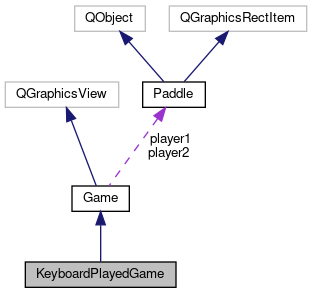 QObject
QGraphicsRectItem
QGraphicsView
Paddle
player1
player2
Game
KeyboardPlayedGame